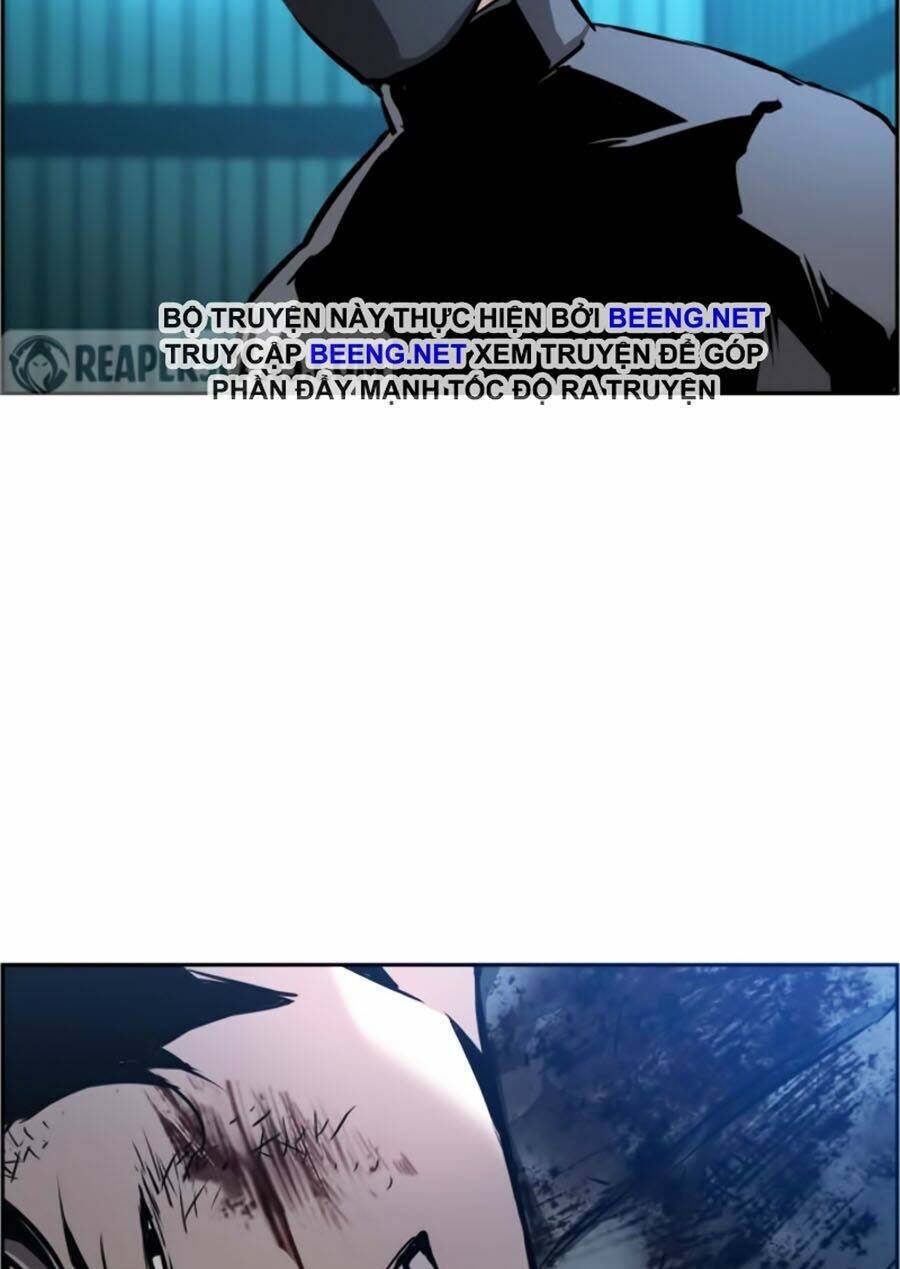 BỘ TRUYỆN NÀY THỰC HIỆN BỞI BEENG.NET
TRUY CẬP BEENG.NET XEM TRUYỆN ĐỂ GÓP
PHẦN ĐẨY MẠNH TỐC ĐỘ RA TRUYỆN
REAPER